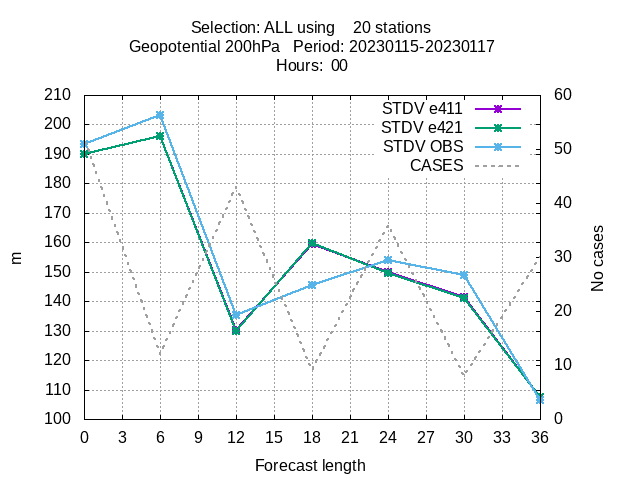 Selection: ALL using    20 stations
Geopotential 200hPa   Period: 20230115-20230117
Hours:  00
210
200
190
180
170
160
150
140
130
120
110
100
m
STDV e411
STDV e421
STDV OBS
CASES
60
50
40
30
20
10
0
No cases
0 3 6 9 12 15 18 21 24 27 30 33 36
Forecast length